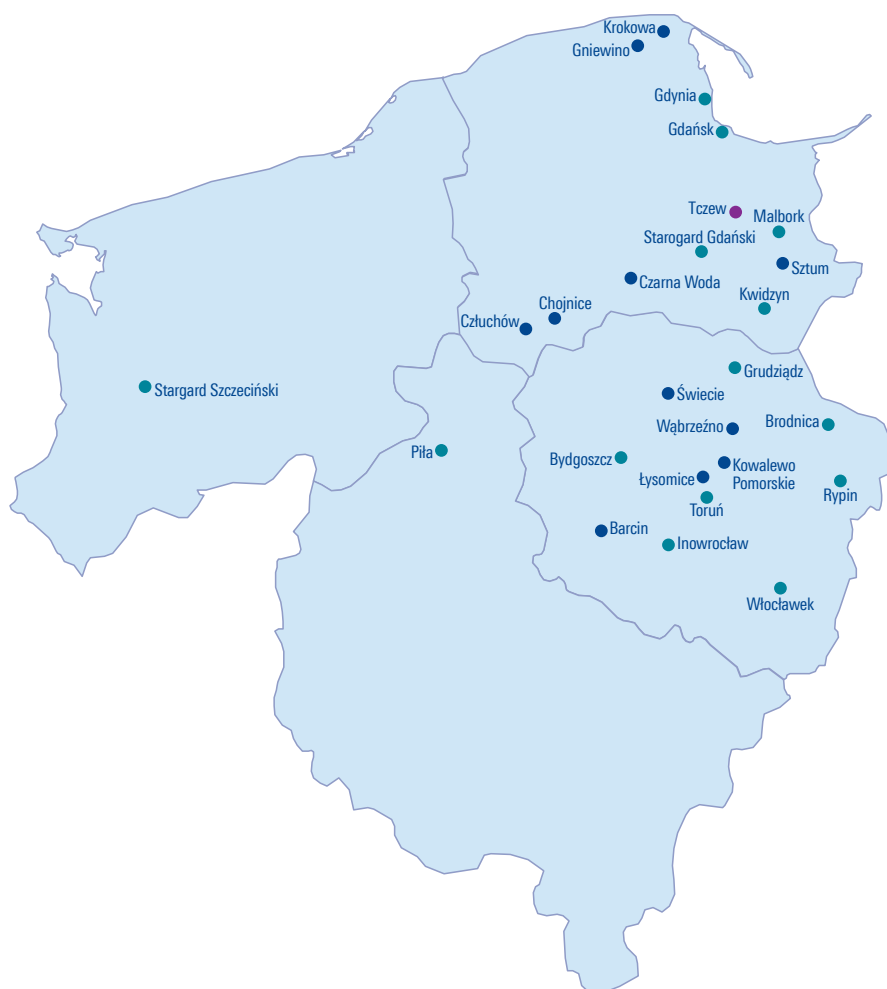 Krokowa
Gniewino
Gdynia
Gdańsk
Tczew
Malbork
Starogard Gdański
Sztum
Czarna Woda
Kwidzyn
Chojnice
Człuchów
Grudziądz
Stargard Szczeciński
Świecie
Brodnica
Wąbrzeźno
Piła
Bydgoszcz
Kowalewo
Pomorskie
Łysomice
Rypin
Toruń
Barcin
Inowrocław
Włocławek